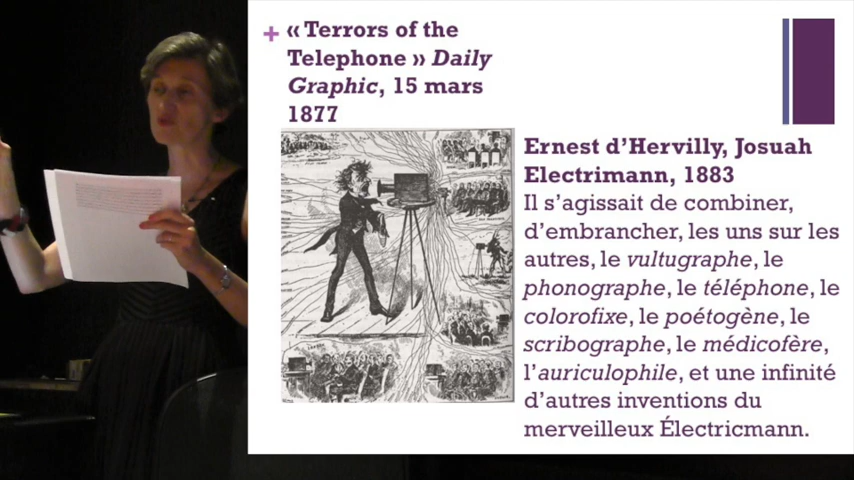 « Terrors of the
Telephone » Daily
Graphic, 15 mars
1877
Ernest d’Hervilly, Josuah
Electrimann, 1883
Il s’agissait de combiner,
d’embrancher, les uns sur les
autres, le vultugraphe, le
phonographe, le téléphone, le
colorofixe, le poétogène, le
scribographe, le médicofère,
l’auriculophile, et une infinité
d’autres inventions du
merveilleux Électricmann.